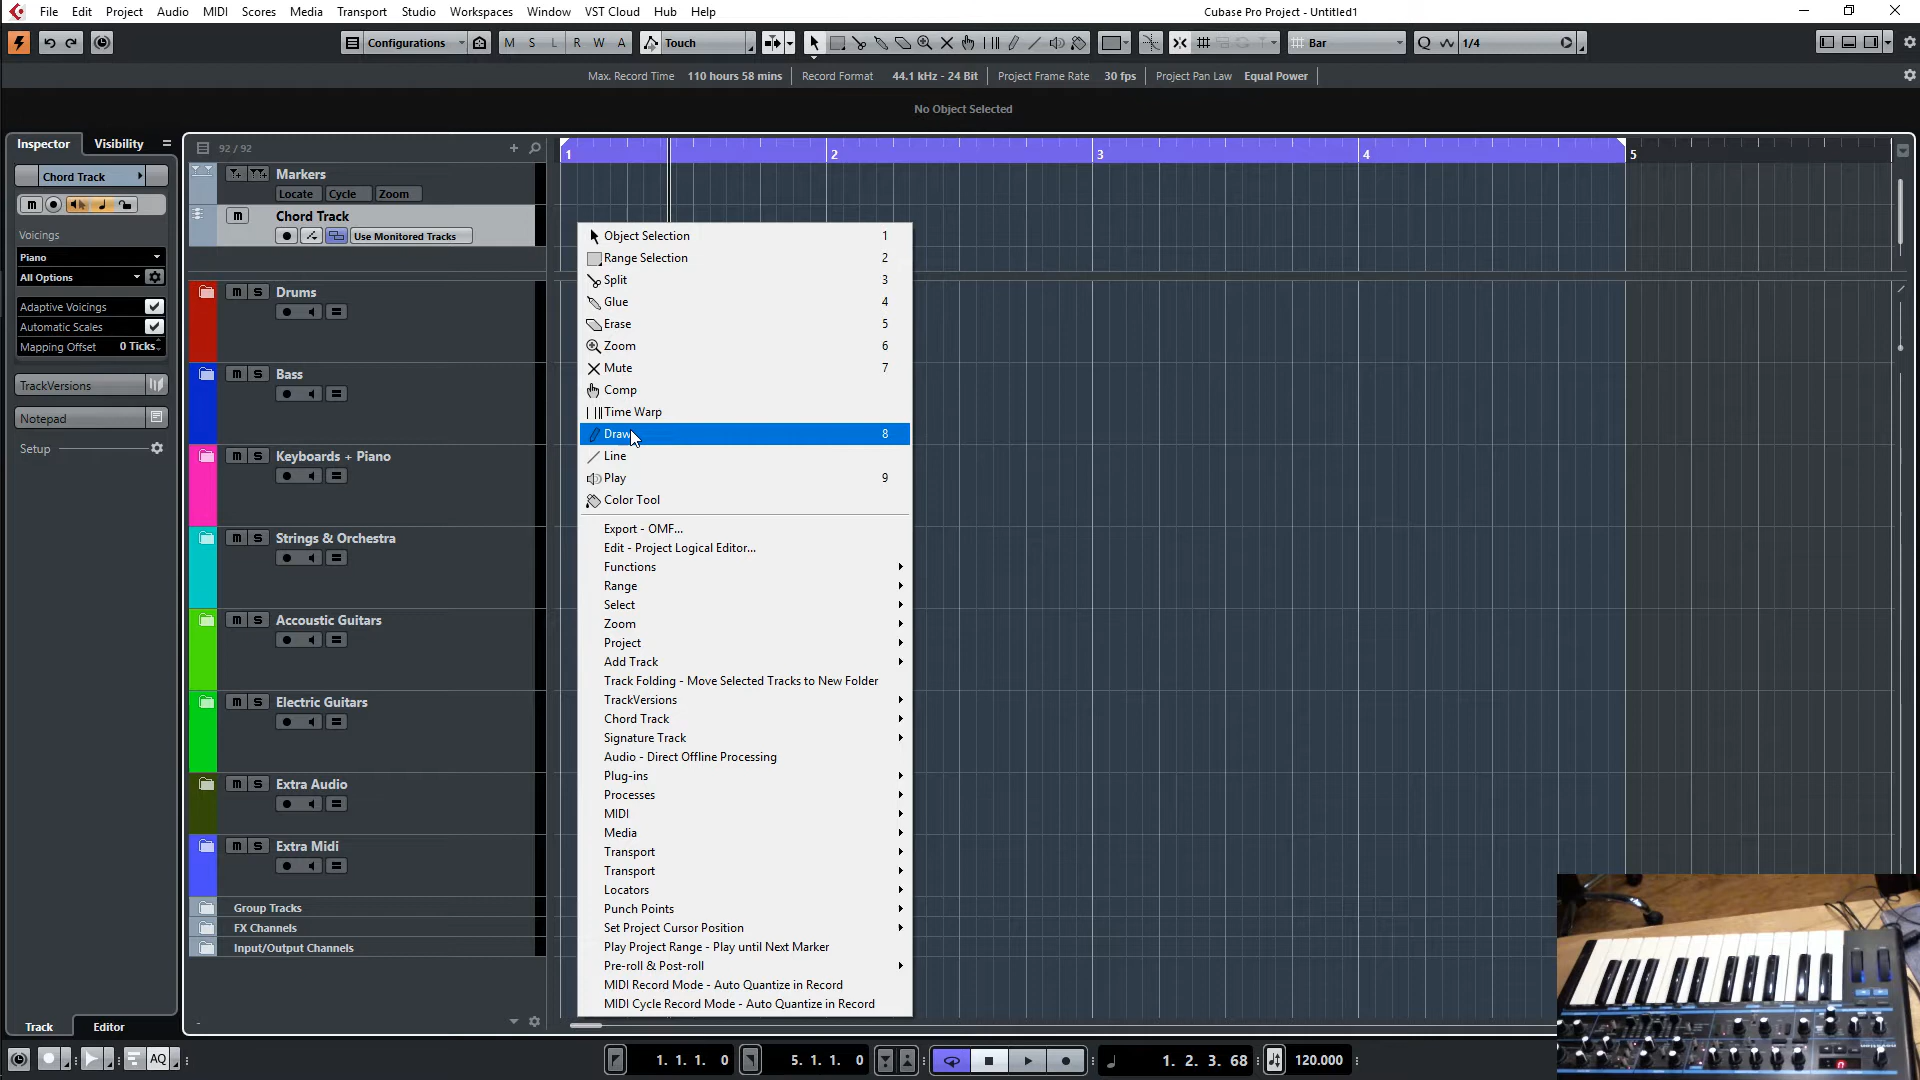 File Edit Project Audio MIDI Scores Media Transport Studio Workspaces Window VST Cloud Hub Help
Cubase Pro Project - Untitled1
Configurations M S L R W A Touch Bar Q 1/4
Max. Record Time 110 hours 58 mins Record Format 44.1 kHz - 24 Bit Project Frame Rate 30 fps Project Pan Law Equal Power
No Object Selected
Inspector Visibility
92 / 92
1 2 3 4 5
Chord Track
m
Voicings
Piano
All Options
Adaptive Voicings
Automatic Scales
Mapping Offset 0 Ticks
TrackVersions
Notepad
Setup
Markers
Locate Cycle Zoom
m Chord Track
Use Monitored Tracks
m S Drums
m S Bass
m S Keyboards + Piano
m S Strings & Orchestra
m S Accoustic Guitars
m S Electric Guitars
m S Extra Audio
m S Extra Midi
Group Tracks
FX Channels
Input/Output Channels
Object Selection 1
Range Selection 2
Split 3
Glue 4
Erase 5
Zoom 6
Mute 7
Comp
Time Warp
Draw 8
Line
Play 9
Color Tool
Export - OMF...
Edit - Project Logical Editor...
Functions
Range
Select
Zoom
Project
Add Track
Track Folding - Move Selected Tracks to New Folder
TrackVersions
Chord Track
Signature Track
Audio - Direct Offline Processing
Plug-ins
Processes
MIDI
Media
Transport
Transport
Locators
Punch Points
Set Project Cursor Position
Play Project Range - Play until Next Marker
Pre-roll & Post-roll
MIDI Record Mode - Auto Quantize in Record
MIDI Cycle Record Mode - Auto Quantize in Record
Track Editor
AQ 1. 1. 1. 0 5. 1. 1. 0 1. 2. 3. 68 120.000